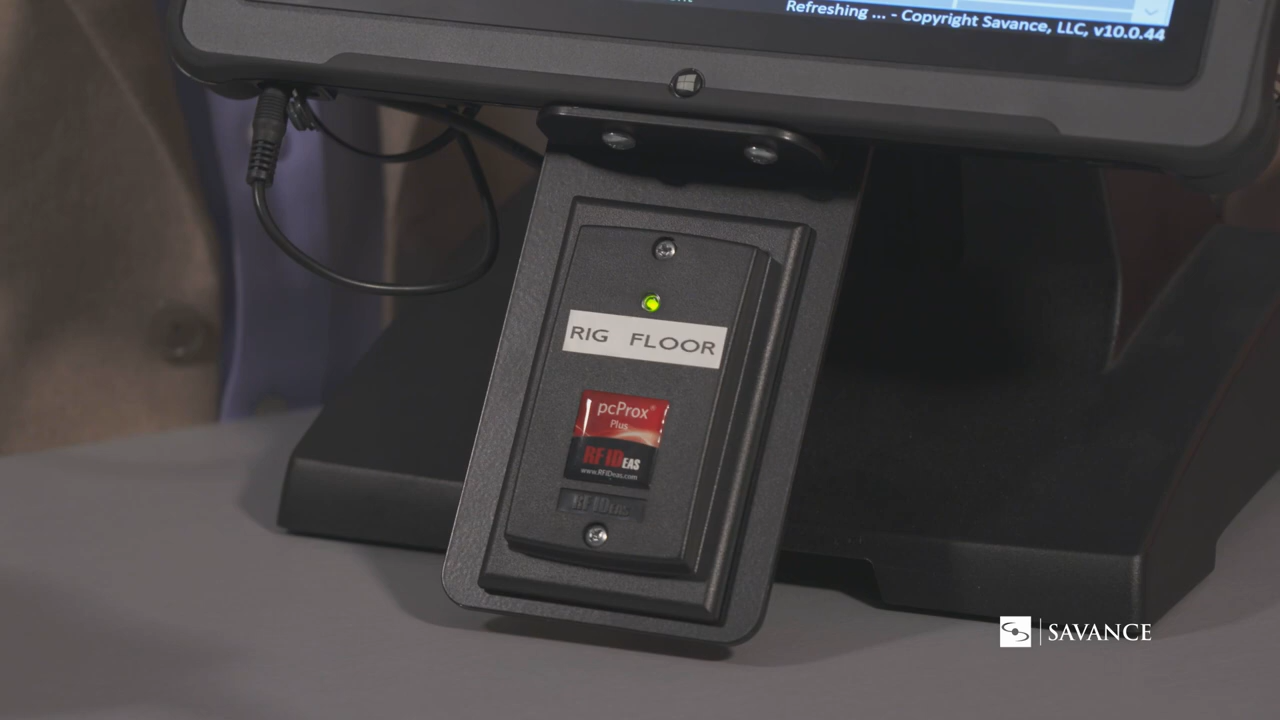 Refreshing ... - Copyright Savance, LLC, v10.0.44
RIG FLOOR
pcProx®
Plus
RF IDEAS
www.RFIDeas.com
RF IDEAS
SAVANCE